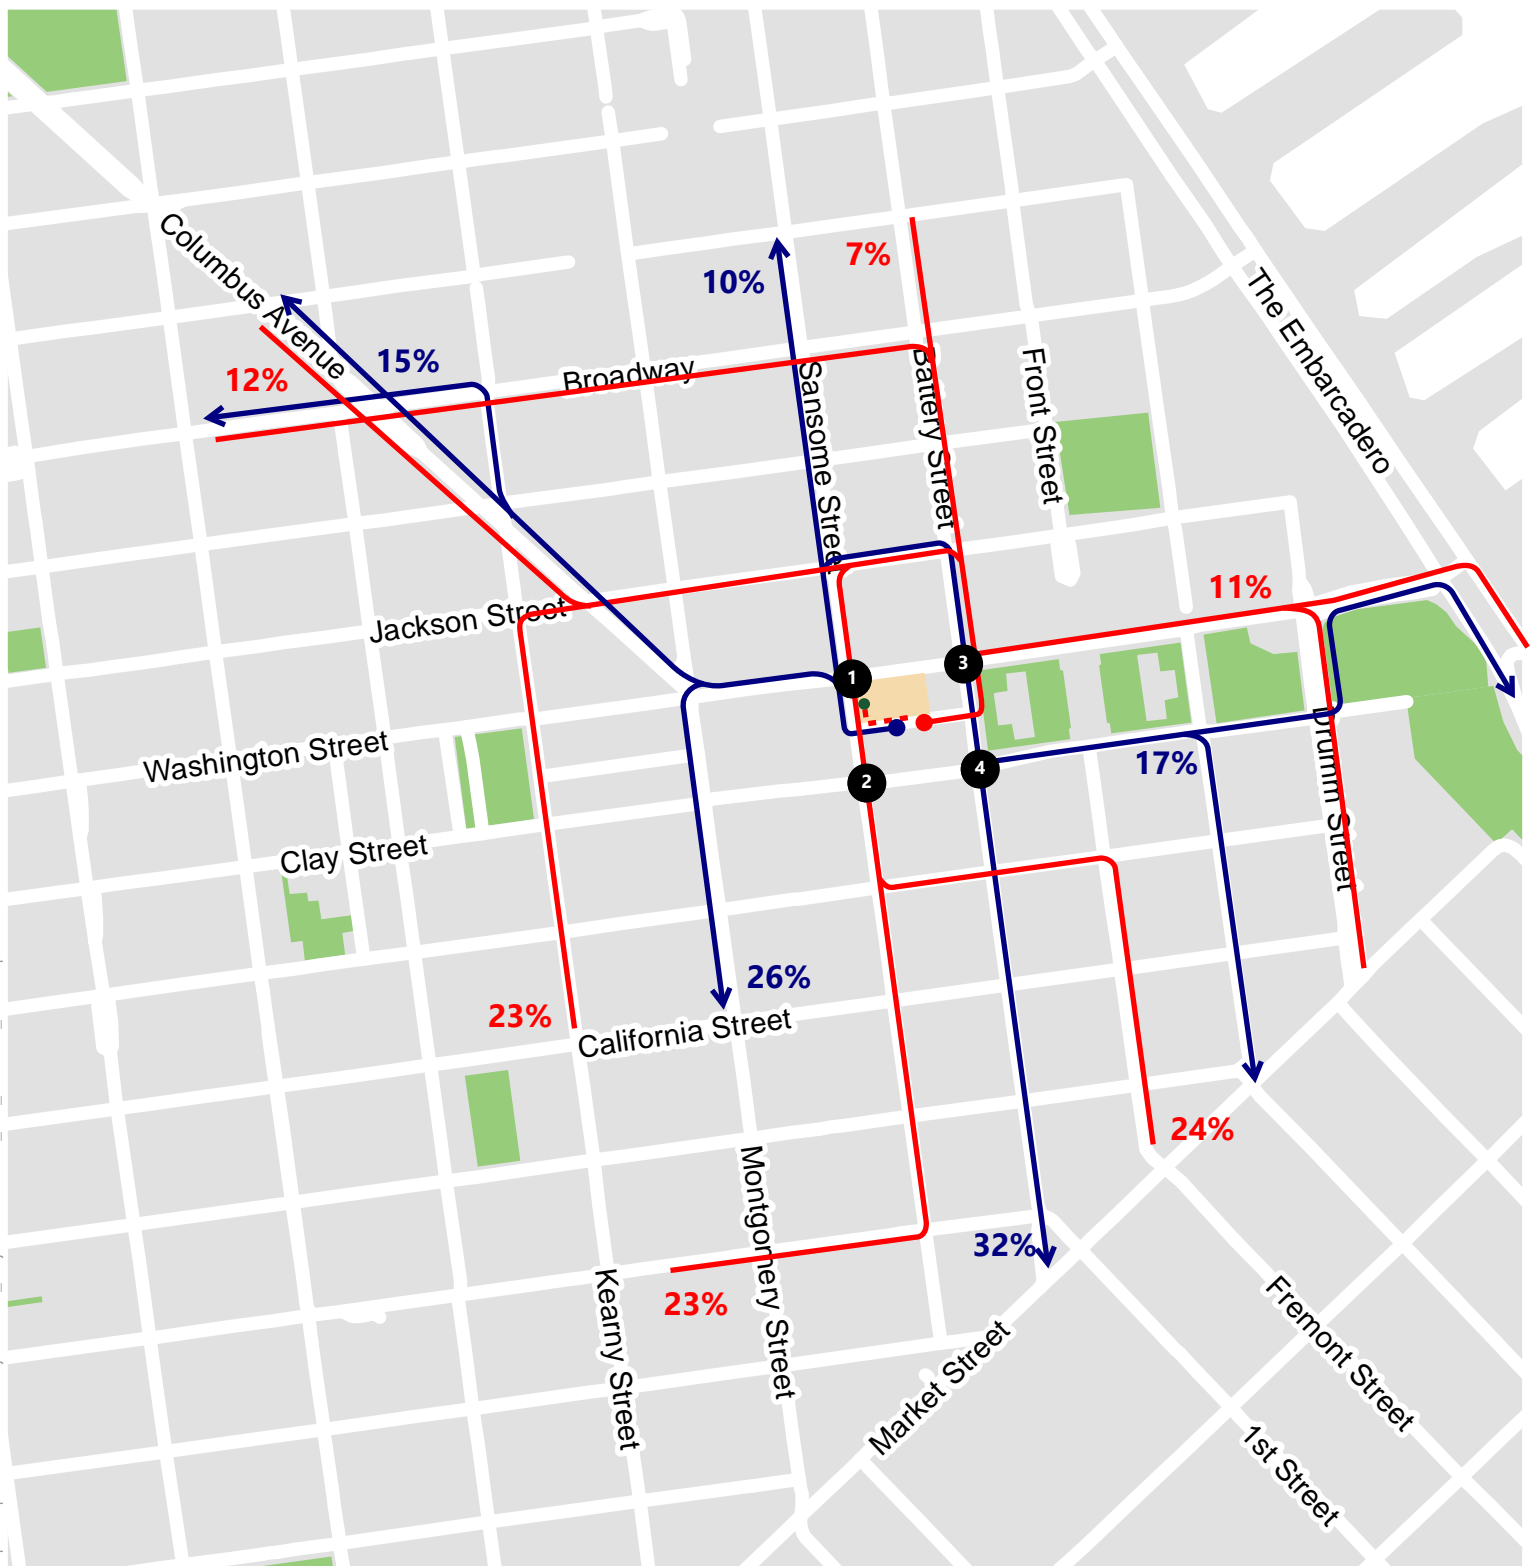 Columbus Avenue
10%
7%
The Embarcadero
15%
12%
Broadway
Sansome Street
Battery Street
Front Street
11%
Jackson Street
1
3
Washington Street
2
4
17%
Drumm Street
Clay Street
26%
23%
California Street
24%
Montgomery Street
32%
23%
Kearny Street
Market Street
Fremont Street
1st Street